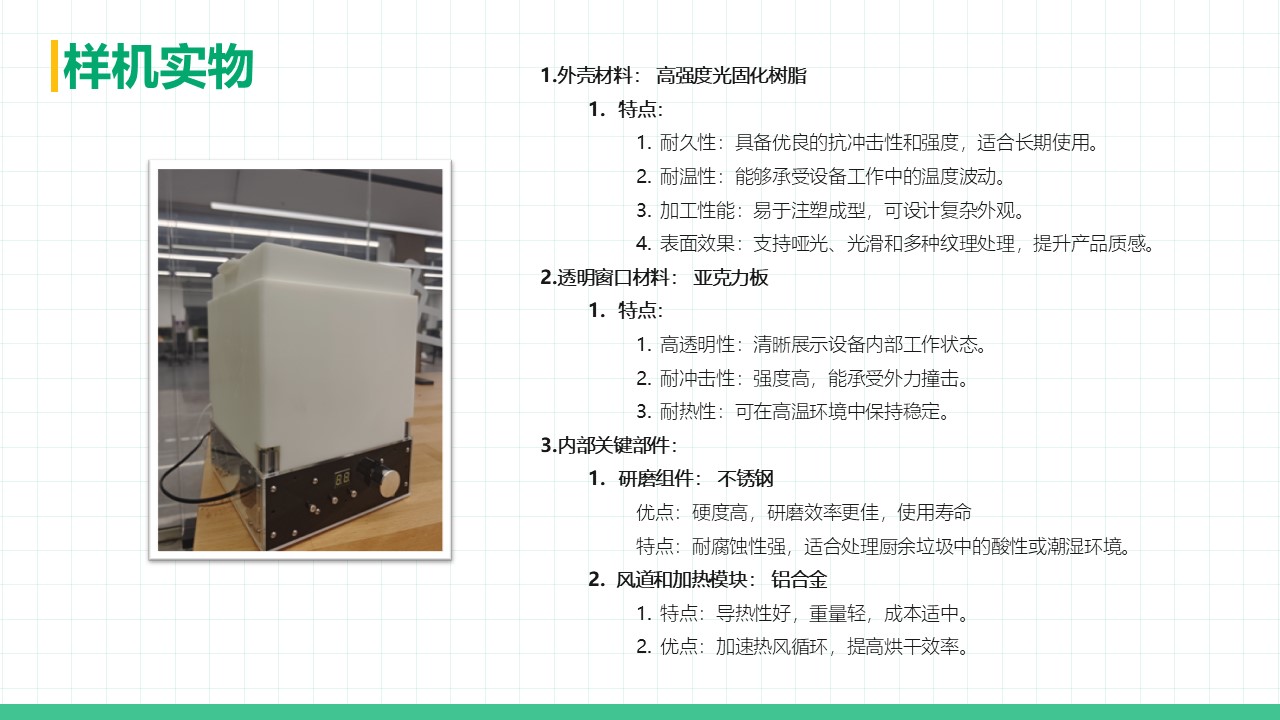 样机实物
1.外壳材料： 高强度光固化树脂
1. 特点：
1. 耐久性：具备优良的抗冲击性和强度，适合长期使用。
2. 耐温性：能够承受设备工作中的温度波动。
3. 加工性能：易于注塑成型，可设计复杂外观。
4. 表面效果：支持哑光、光滑和多种纹理处理，提升产品质感。
2.透明窗口材料： 亚克力板
1. 特点：
1. 高透明性：清晰展示设备内部工作状态。
2. 耐冲击性：强度高，能承受外力撞击。
3. 耐热性：可在高温环境中保持稳定。
3.内部关键部件：
1. 研磨组件： 不锈钢
优点：硬度高，研磨效率更佳，使用寿命
特点：耐腐蚀性强，适合处理厨余垃圾中的酸性或潮湿环境。
2. 风道和加热模块： 铝合金
1. 特点：导热性好，重量轻，成本适中。
2. 优点：加速热风循环，提高烘干效率。
88